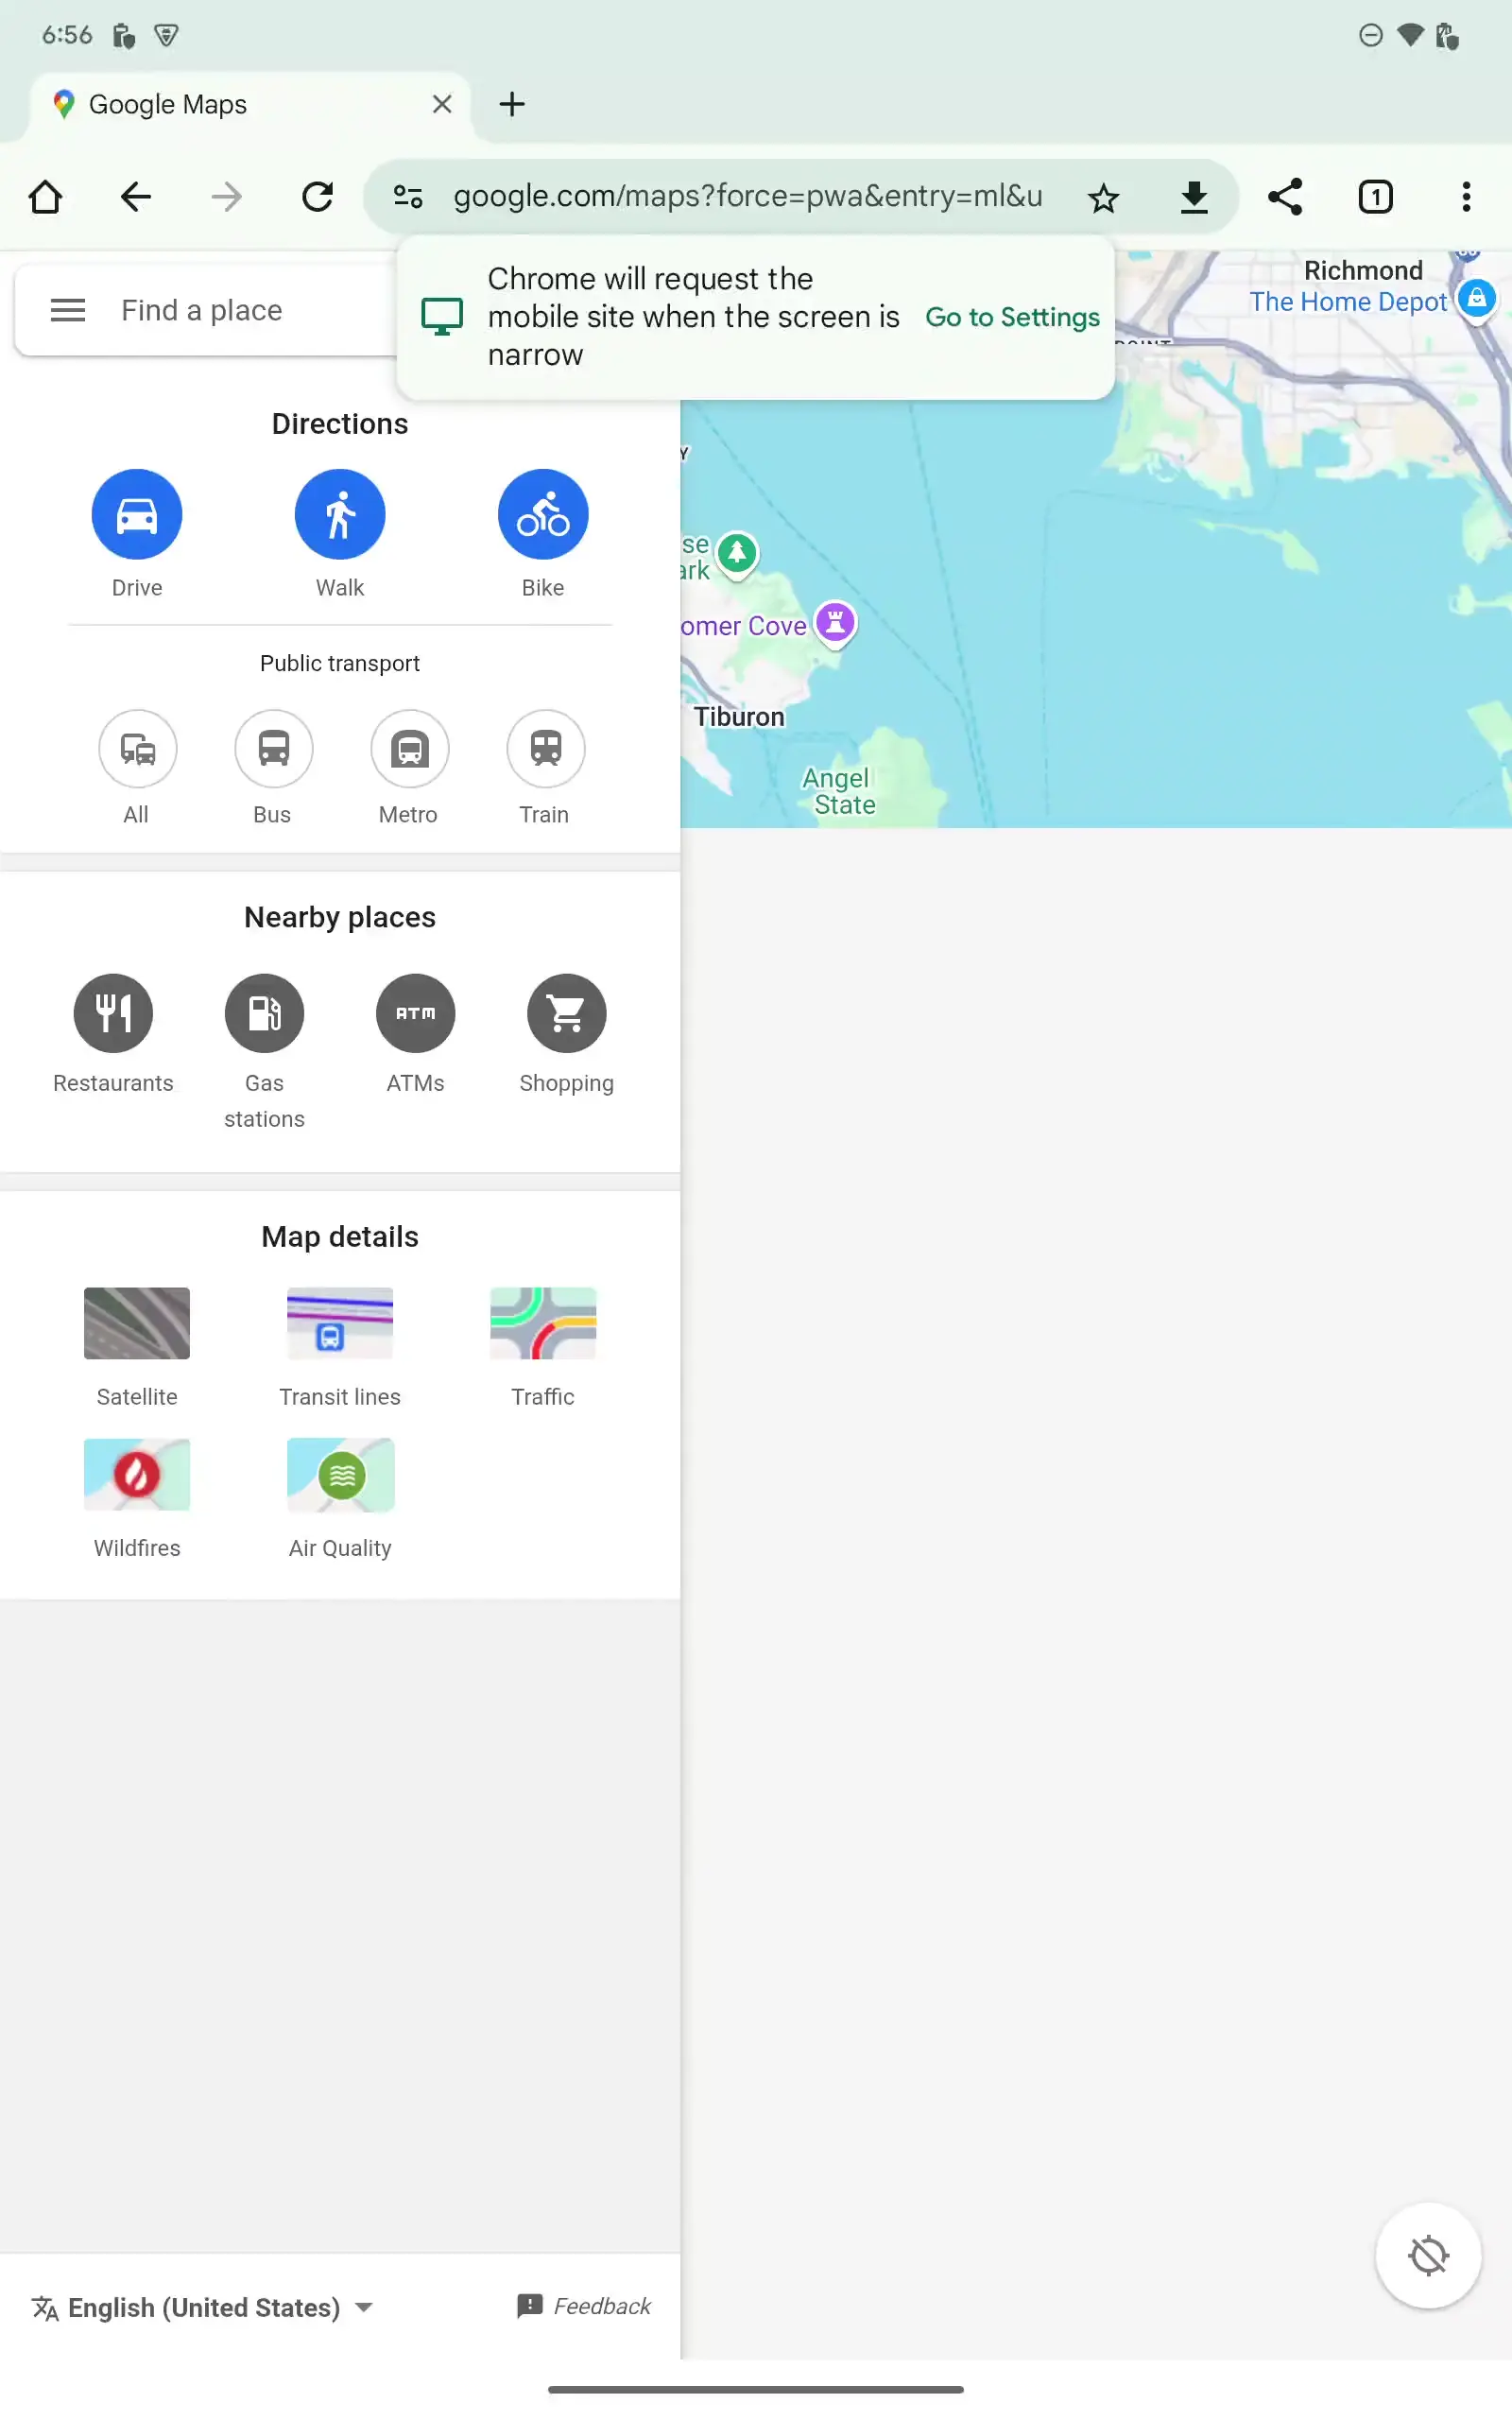 6:56
Google Maps
google.com/maps?force=pwa&entry=ml&u
1
Chrome will request the
mobile site when the screen is
narrow
Go to Settings
Find a place
Richmond
The Home Depot
Directions
Drive
Walk
Bike
Public transport
All
Bus
Metro
Train
omer Cove
Tiburon
Angel
State
Nearby places
Restaurants
Gas
stations
ATM
ATMs
Shopping
Map details
Satellite
Transit lines
Traffic
Wildfires
Air Quality
English (United States)
Feedback